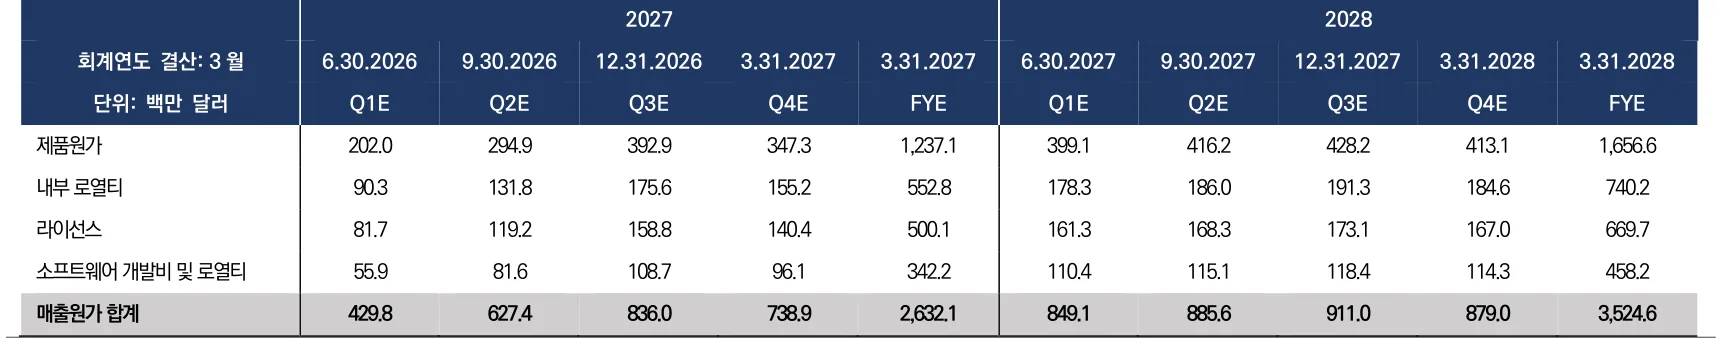 2027 2028
회계연도 결산: 3월 6.30.2026 9.30.2026 12.31.2026 3.31.2027 3.31.2027 6.30.2027 9.30.2027 12.31.2027 3.31.2028 3.31.2028
단위: 백만 달러 Q1E Q2E Q3E Q4E FYE Q1E Q2E Q3E Q4E FYE
제품원가 202.0 294.9 392.9 347.3 1,237.1 399.1 416.2 428.2 413.1 1,656.6
내부 로열티 90.3 131.8 175.6 155.2 552.8 178.3 186.0 191.3 184.6 740.2
라이선스 81.7 119.2 158.8 140.4 500.1 161.3 168.3 173.1 167.0 669.7
소프트웨어 개발비 및 로열티 55.9 81.6 108.7 96.1 342.2 110.4 115.1 118.4 114.3 458.2
매출원가 합계 429.8 627.4 836.0 738.9 2,632.1 849.1 885.6 911.0 879.0 3,524.6